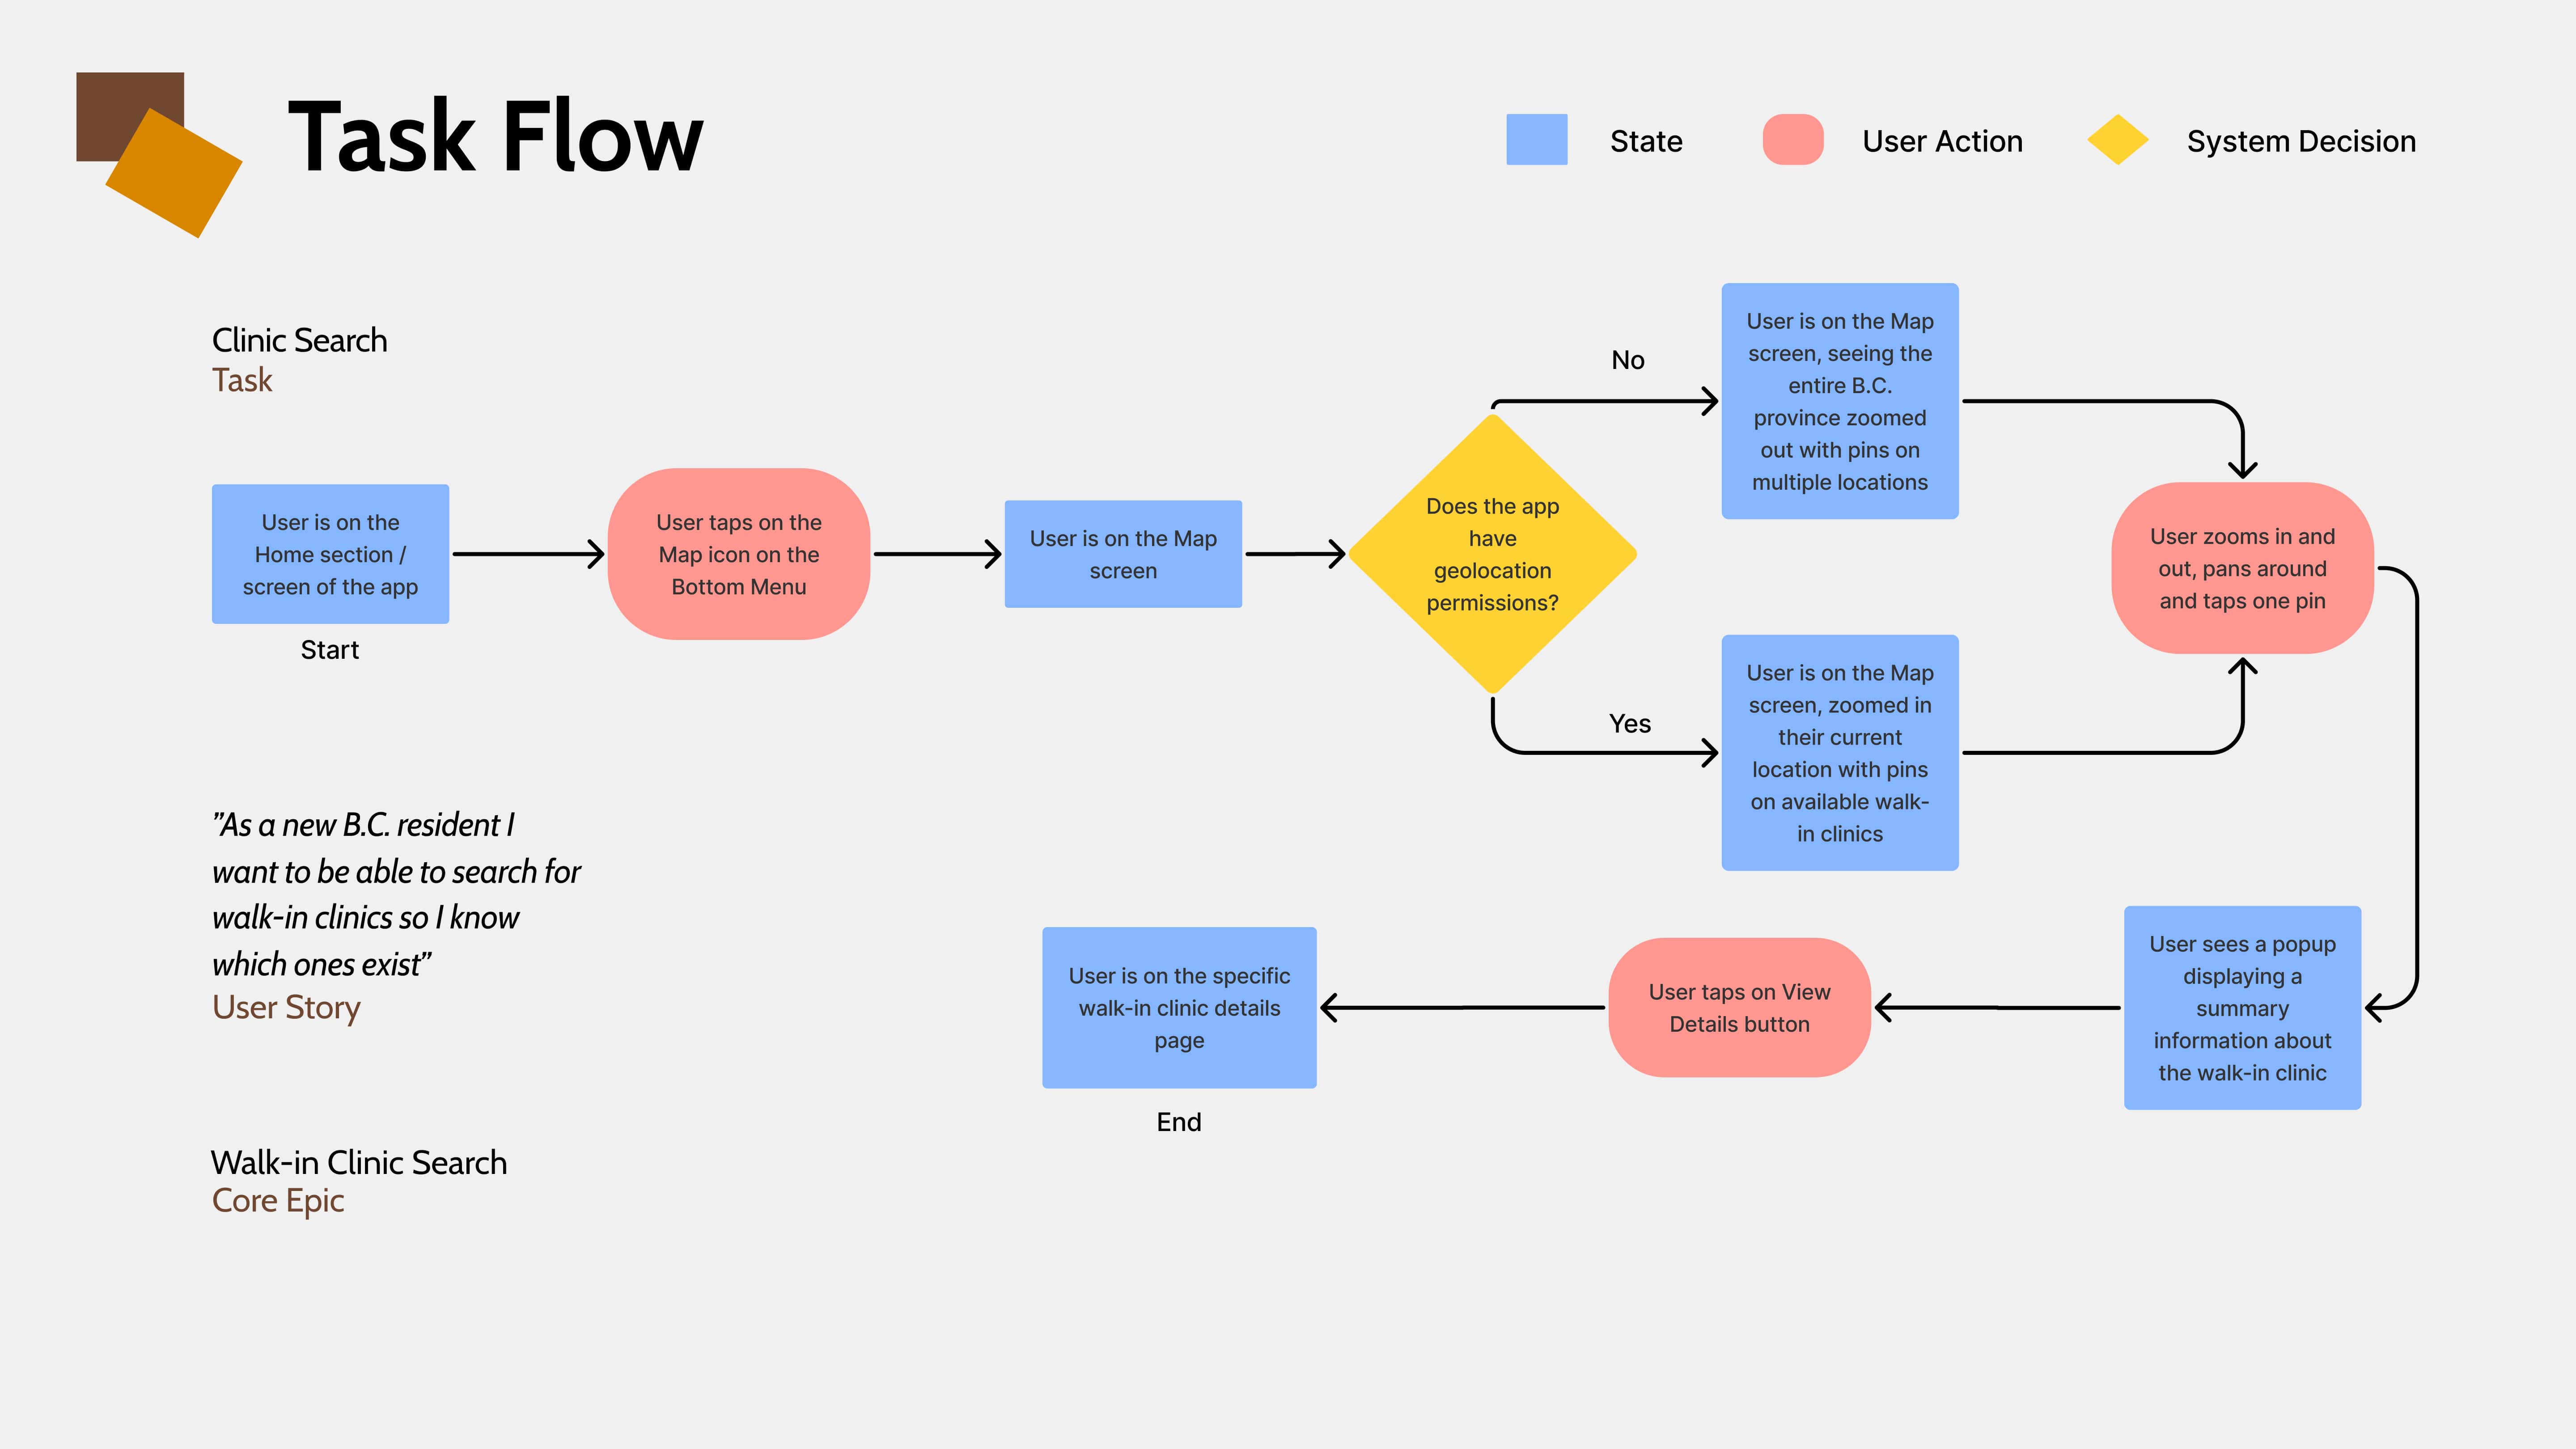 Task Flow
State
User Action
System Decision
Clinic Search
Task
User is on the
Home section /
screen of the app
Start
User taps on the
Map icon on the
Bottom Menu
User is on the Map
screen
Does the app
have
geolocation
permissions?
No
User is on the Map
screen, seeing the
entire B.C.
province zoomed
out with pins on
multiple locations
Yes
User is on the Map
screen, zoomed in
their current
location with pins
on available walk-
in clinics
User zooms in and
out, pans around
and taps one pin
User sees a popup
displaying a
summary
information about
the walk-in clinic
User taps on View
Details button
User is on the specific
walk-in clinic details
page
End
”As a new B.C. resident I
want to be able to search for
walk-in clinics so I know
which ones exist”
User Story
Walk-in Clinic Search
Core Epic